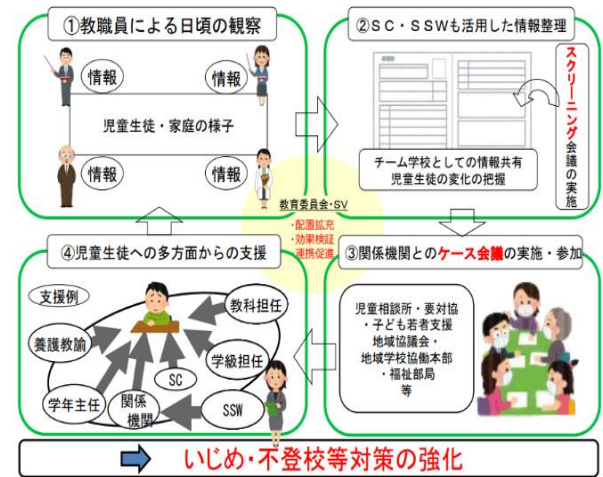 ①教職員による日頃の観察
情報
情報
児童生徒・家庭の様子
情報
情報
②SC・SSWも活用した情報整理
スクリーニング会議の実施
チーム学校としての情報共有
児童生徒の変化の把握
教育委員会・SV
・配置拡充
・効果検証
・連携促進
③関係機関とのケース会議の実施・参加
児童相談所・要対協
・子ども若者支援
地域協議会・
地域学校協働本部
・福祉部局
等
④児童生徒への多方面からの支援
支援例
教科担任
養護教諭
学級担任
SC
学年主任
関係
機関
SSW
いじめ・不登校等対策の強化